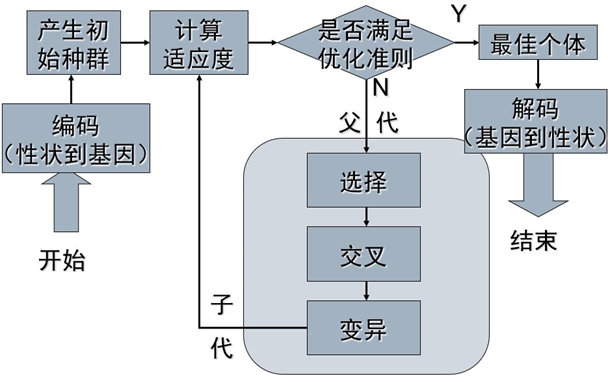 产生初
始种群
计算
适应度
是否满足
优化准则
Y
最佳个体
N
编码
（性状到基因）
父 代
解码
（基因到性状）
选择
开始
交叉
结束
子
代
变异